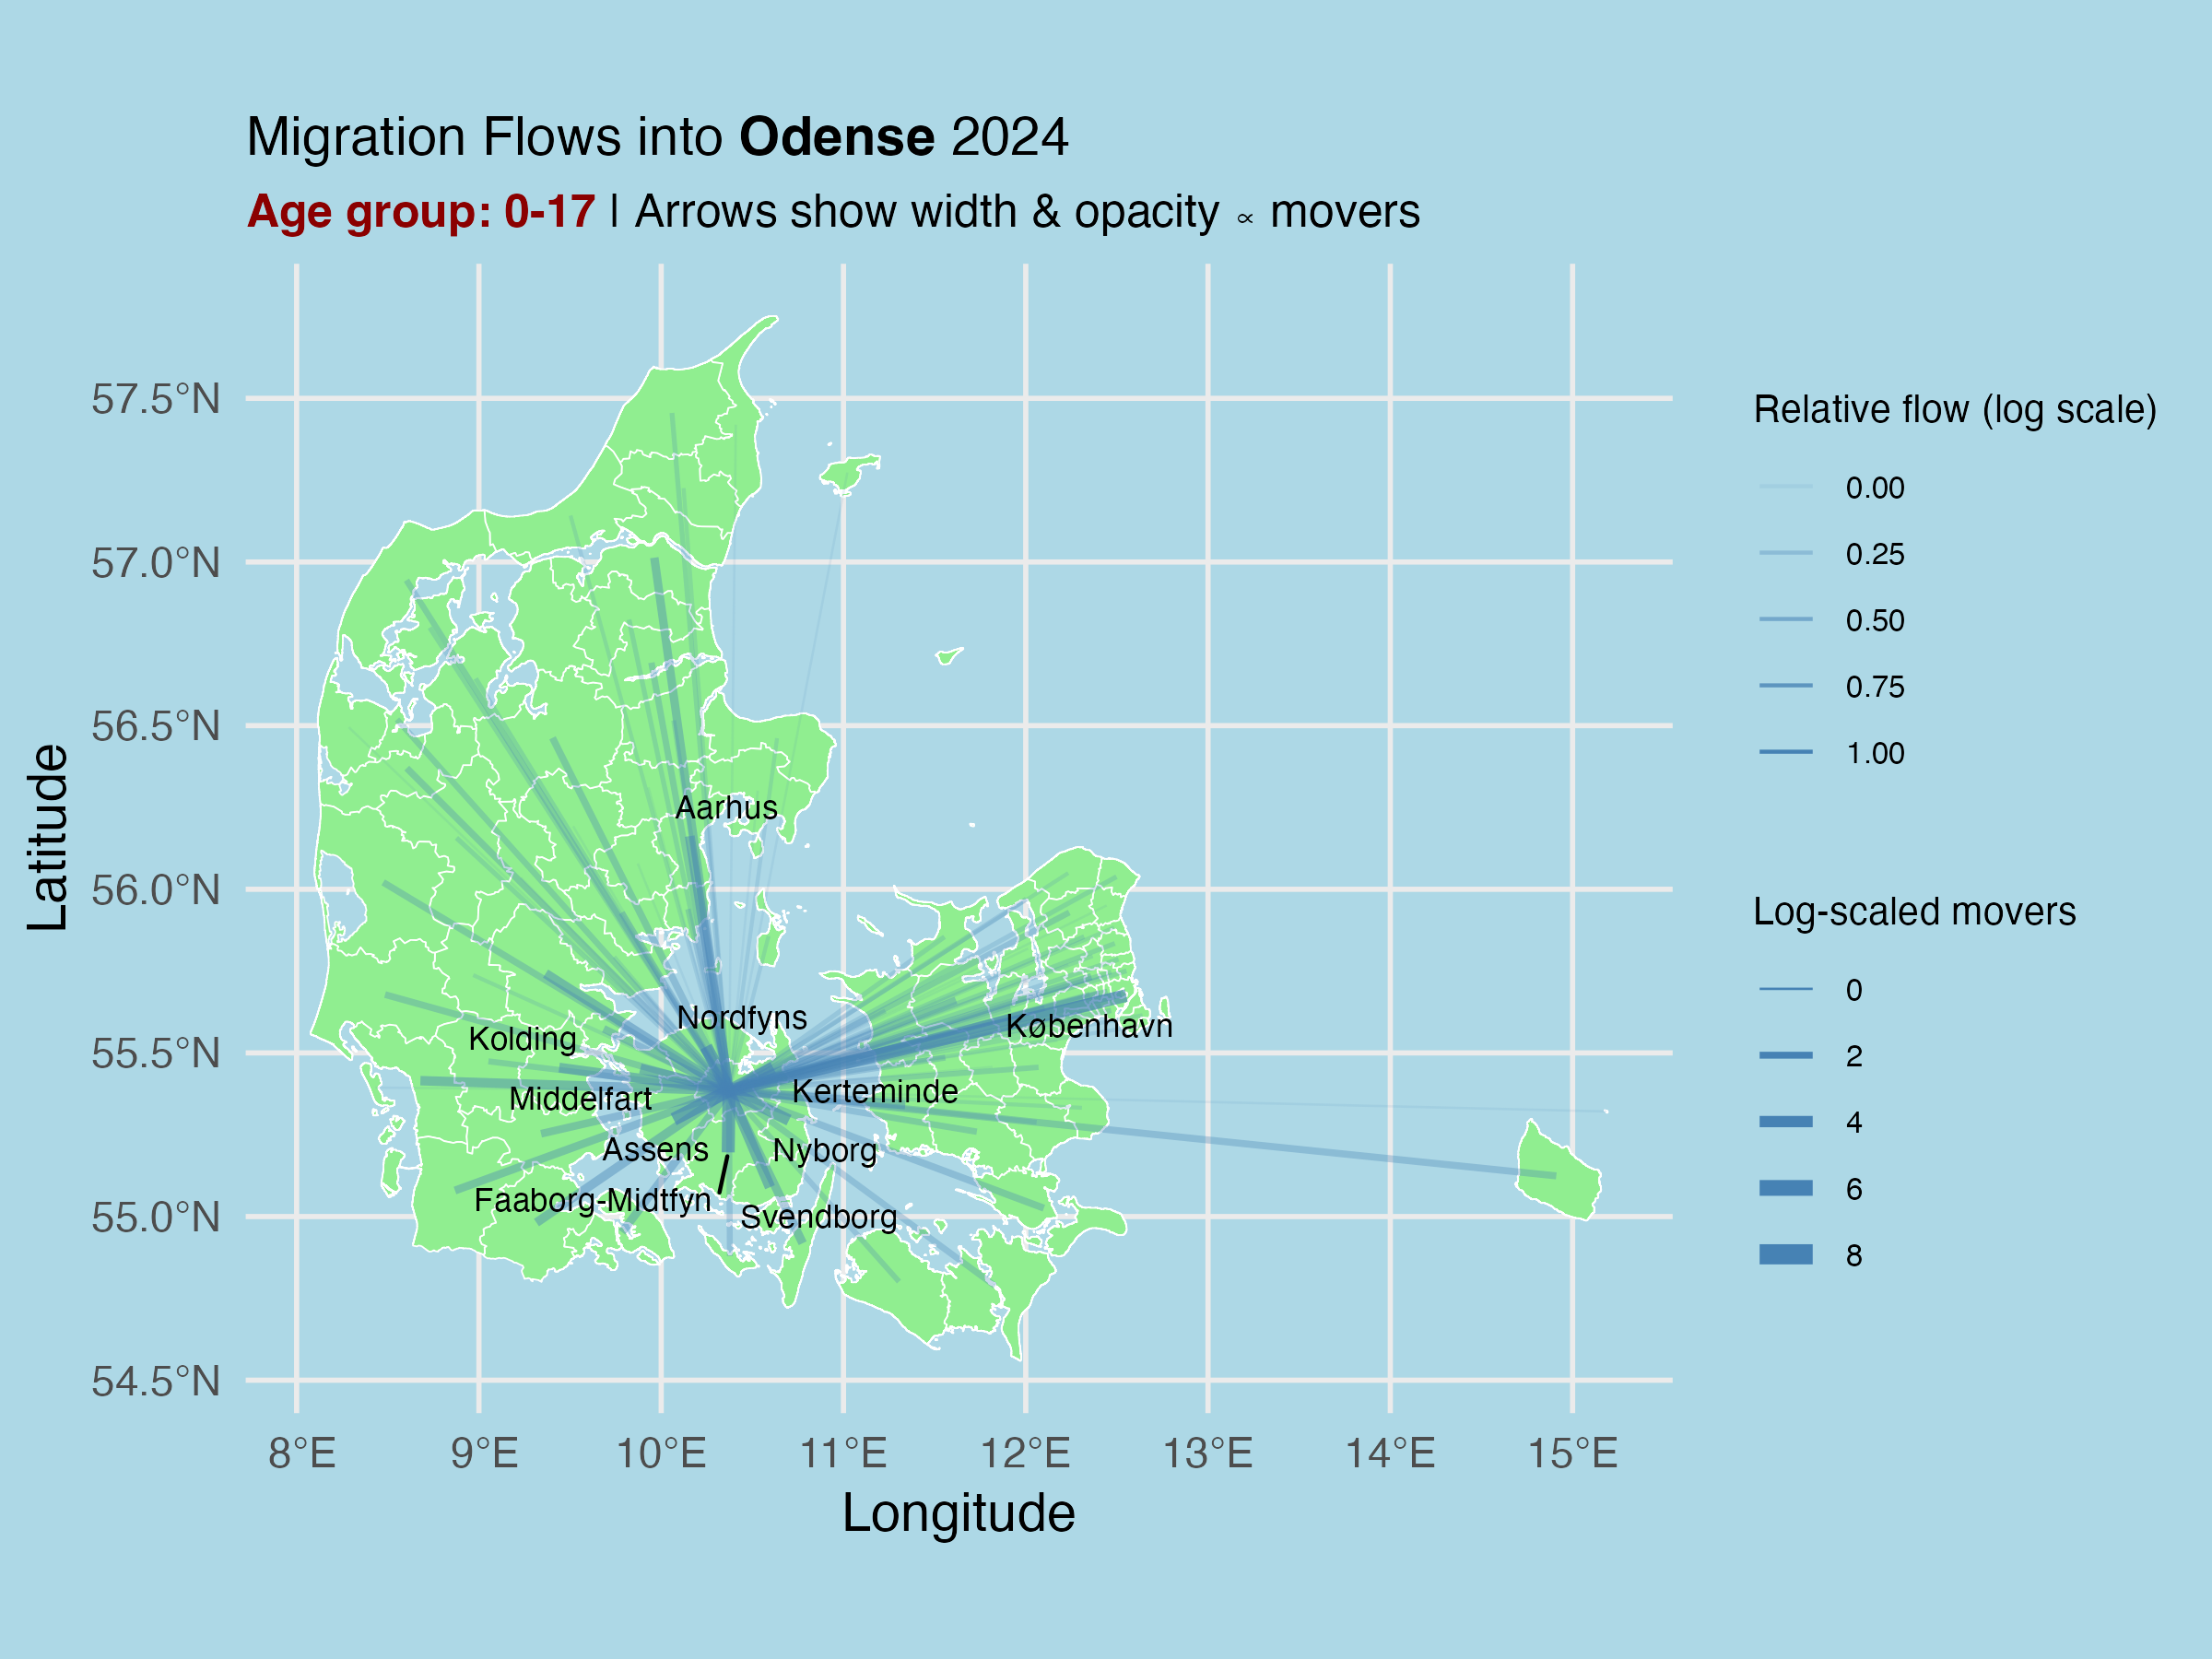 Migration Flows into Odense 2024
Age group: 0-17 | Arrows show width & opacity ∝ movers
57.5°N
57.0°N
56.5°N
56.0°N
55.5°N
55.0°N
54.5°N
Latitude
8°E
9°E
10°E
11°E
12°E
13°E
14°E
15°E
Longitude
Aarhus
Nordfyns
København
Kolding
Kerteminde
Middelfart
Assens
Nyborg
Faaborg-Midtfyn
Svendborg
Relative flow (log scale)
0.00
0.25
0.50
0.75
1.00
Log-scaled movers
0
2
4
6
8